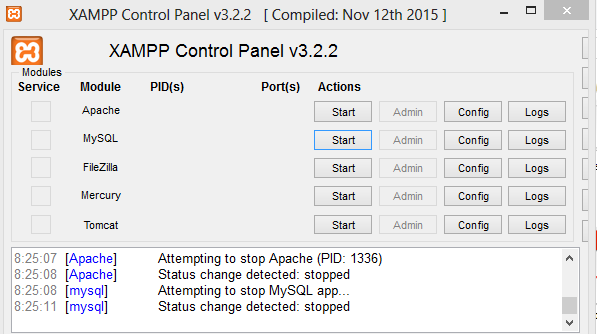 XAMPP Control Panel v3.2.2 [ Compiled: Nov 12th 2015 ]
XAMPP Control Panel v3.2.2
Modules
Service Module PID(s) Port(s) Actions
Apache Start Admin Config Logs
MySQL Start Admin Config Logs
FileZilla Start Admin Config Logs
Mercury Start Admin Config Logs
Tomcat Start Admin Config Logs
8:25:07 [Apache] Attempting to stop Apache (PID: 1336)
8:25:08 [Apache] Status change detected: stopped
8:25:08 [mysql] Attempting to stop MySQL app...
8:25:11 [mysql] Status change detected: stopped